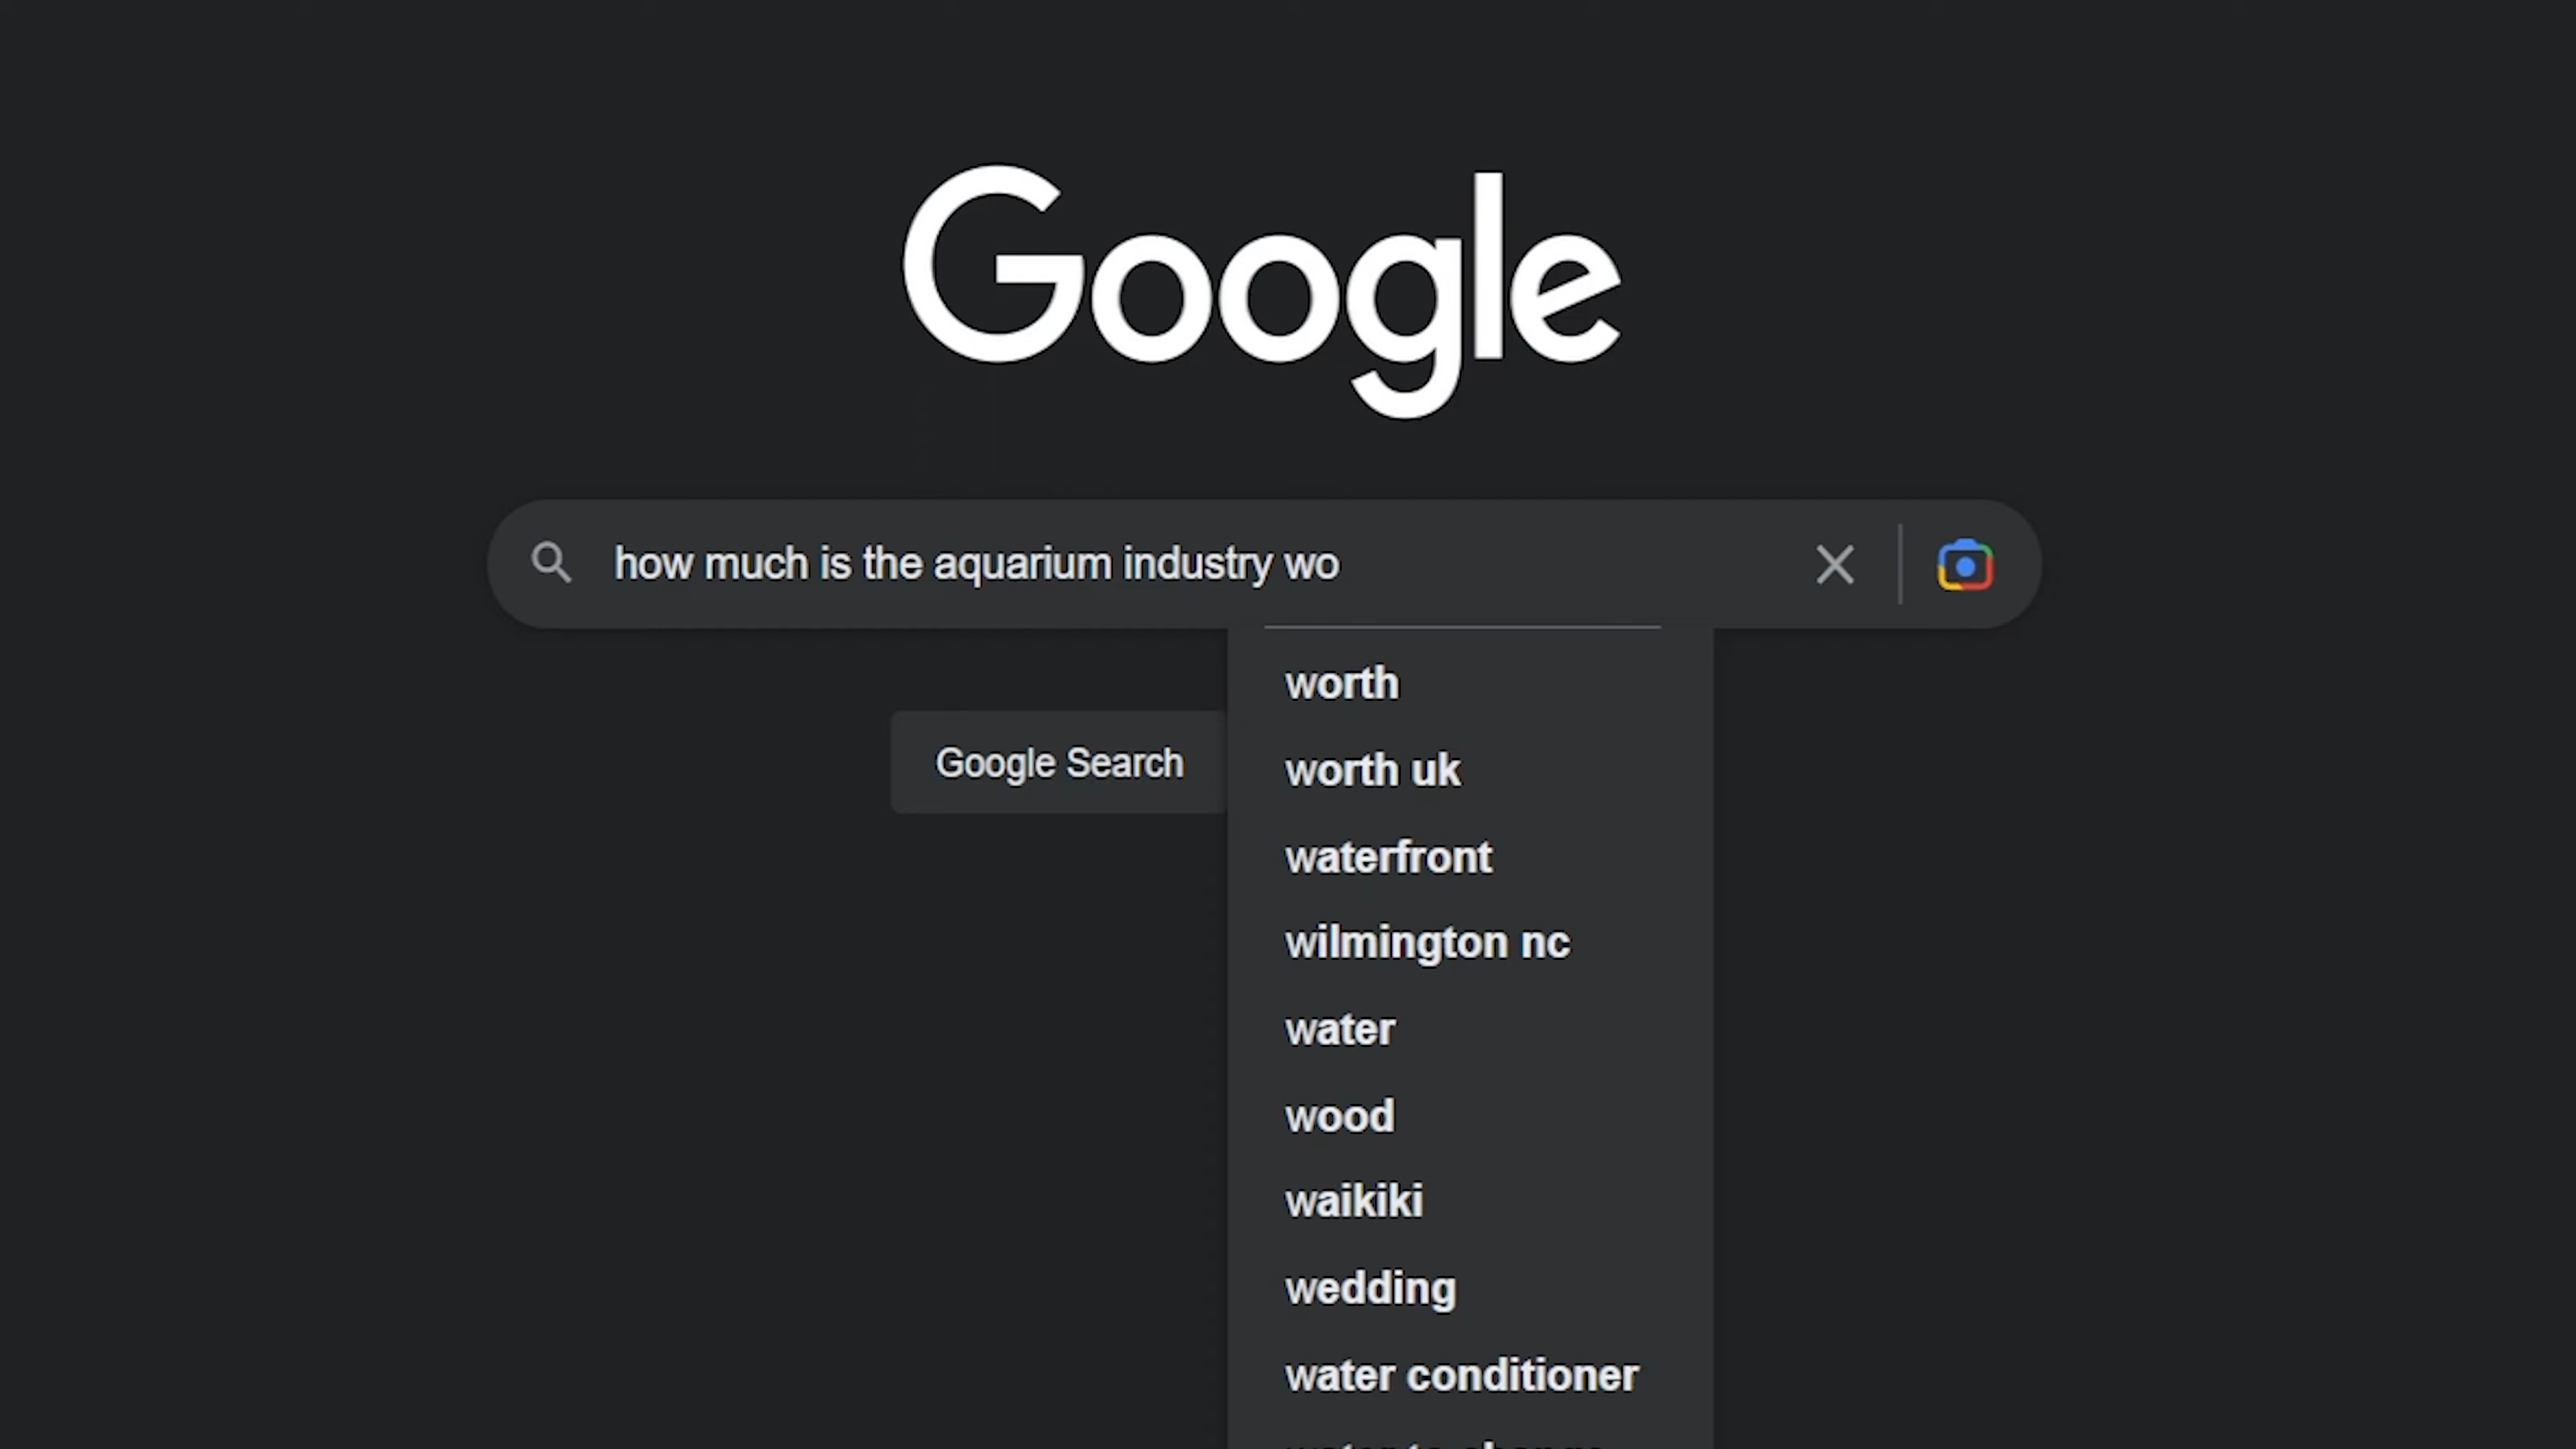 Google
how much is the aquarium industry wo
worth
worth uk
Google Search
waterfront
wilmington nc
water
wood
waikiki
wedding
water conditioner